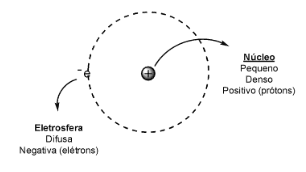 Núcleo
Pequeno
Denso
Positivo (prótons)
+
- e
Eletrosfera
Difusa
Negativa (elétrons)